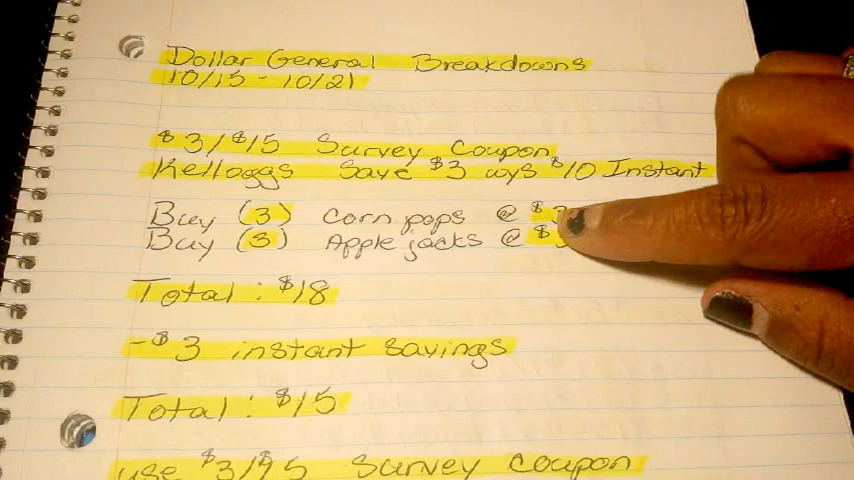 Dollar General Breakdowns
10/15 - 10/21
$3/$15 Survey Coupon
Kelloggs Save $3 wys $10 Instant
Buy (3) Corn pops @ $3
Buy (3) Apple jacks @ $
Total: $18
-$3 instant savings
Total: $15
use $3/$15 Survey Coupon